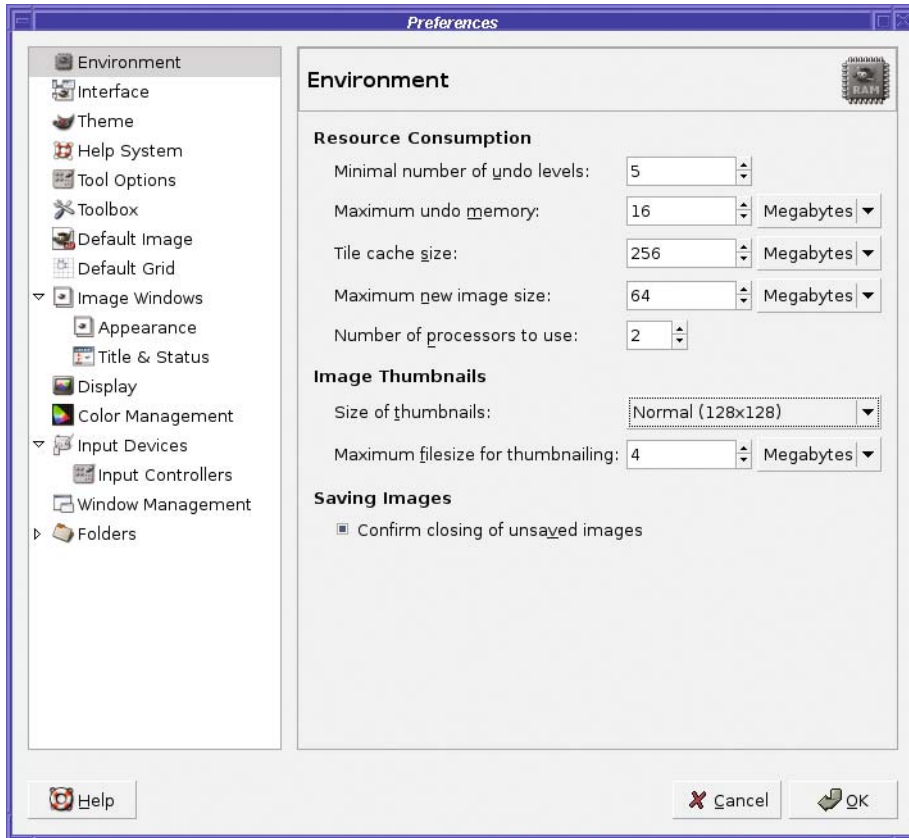 Preferences
Environment
Interface
Theme
Help System
Tool Options
Toolbox
Default Image
Default Grid
Image Windows
Appearance
Title & Status
Display
Color Management
Input Devices
Input Controllers
Window Management
Folders
Environment
RAM
Resource Consumption
Minimal number of undo levels: 5
Maximum undo memory: 16 Megabytes
Tile cache size: 256 Megabytes
Maximum new image size: 64 Megabytes
Number of processors to use: 2
Image Thumbnails
Size of thumbnails: Normal (128x128)
Maximum filesize for thumbnailing: 4 Megabytes
Saving Images
Confirm closing of unsaved images
Help Cancel OK